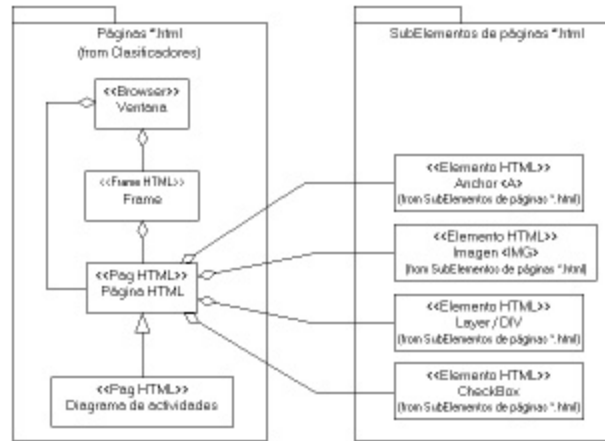 Páginas *.html
(from Clasificadores)
<<Browser>>
Ventana
<<Frame HTML>>
Frame
<<Pag HTML>>
Página HTML
<<Pag HTML>>
Diagrama de actividades
SubElementos de páginas *.html
<<Elemento HTML>>
Anchor <A>
(from SubElementos de páginas *.html)
<<Elemento HTML>>
Imagen <IMG>
(from SubElementos de páginas *.html)
<<Elemento HTML>>
Layer / DIV
(from SubElementos de páginas *.html)
<<Elemento HTML>>
CheckBox
(from SubElementos de páginas *.html)